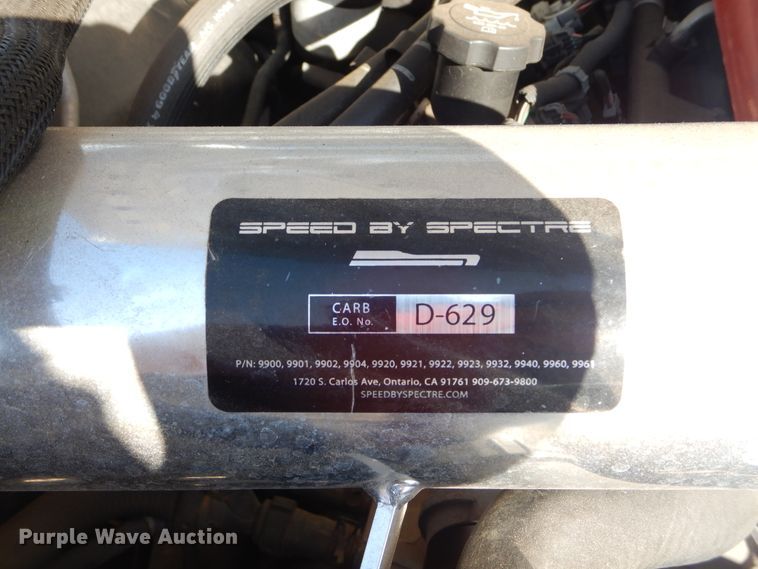 GOODYEAR
SPEED BY SPECTRE
CARB
E.O. No.
D-629
P/N: 9900, 9901, 9902, 9904, 9920, 9921, 9922, 9923, 9932, 9940, 9960, 9961
1720 S. Carlos Ave, Ontario, CA 91761 909-673-9800
SPEEDBYSPECTRE.COM
Purple Wave Auction